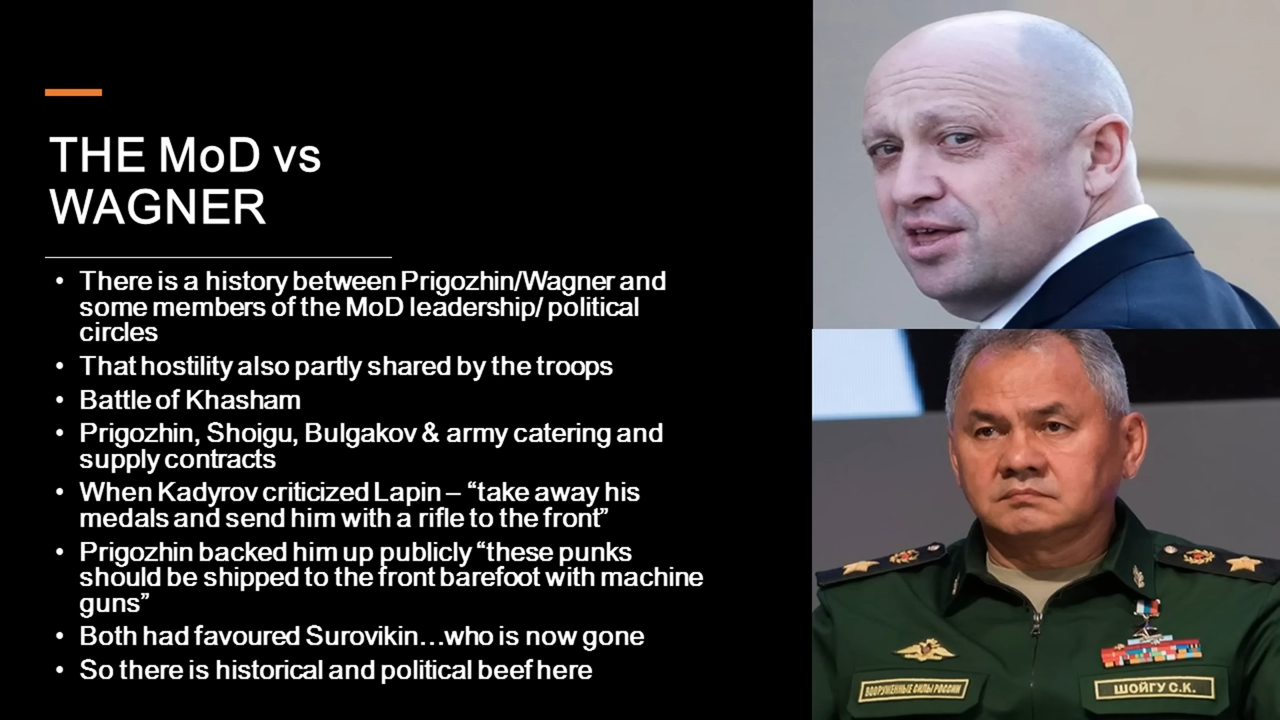 THE MoD vs
WAGNER
• There is a history between Prigozhin/Wagner and
some members of the MoD leadership/ political
circles
• That hostility also partly shared by the troops
• Battle of Khasham
• Prigozhin, Shoigu, Bulgakov & army catering and
supply contracts
• When Kadyrov criticized Lapin – “take away his
medals and send him with a rifle to the front”
• Prigozhin backed him up publicly “these punks
should be shipped to the front barefoot with machine
guns”
• Both had favoured Surovikin…who is now gone
• So there is historical and political beef here
ВООРУЖЕННЫЕ СИЛЫ РОССИИ
ШОЙГУ С.К.